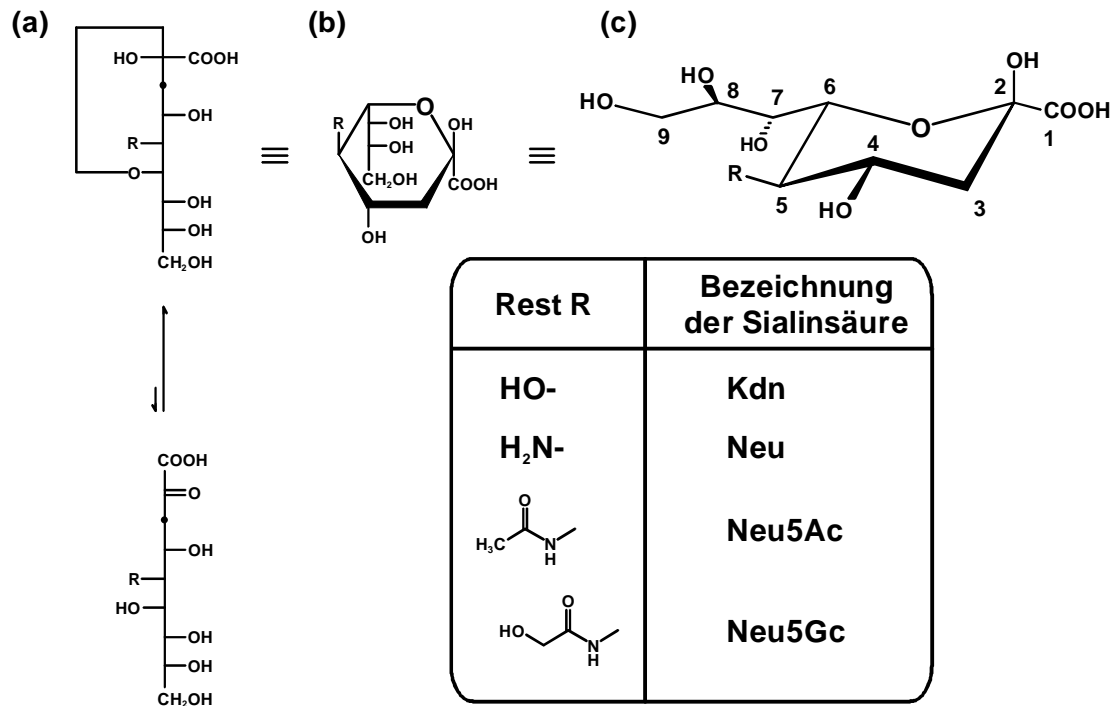 (a)
HO COOH
OH
R
O
OH
OH
CH₂OH
COOH
O
OH
R
HO
OH
OH
CH₂OH
≡
(b)
O
R
OH
OH
OH
CH₂OH
COOH
OH
≡
(c)
HO
8
7
6
2
OH
HO
9
HO
4
O
COOH
1
R
HO
5
3
Rest R
Bezeichnung
der Sialinsäure
HO-
Kdn
H₂N-
Neu
O
H₃C
N
H
Neu5Ac
O
HO
N
H
Neu5Gc